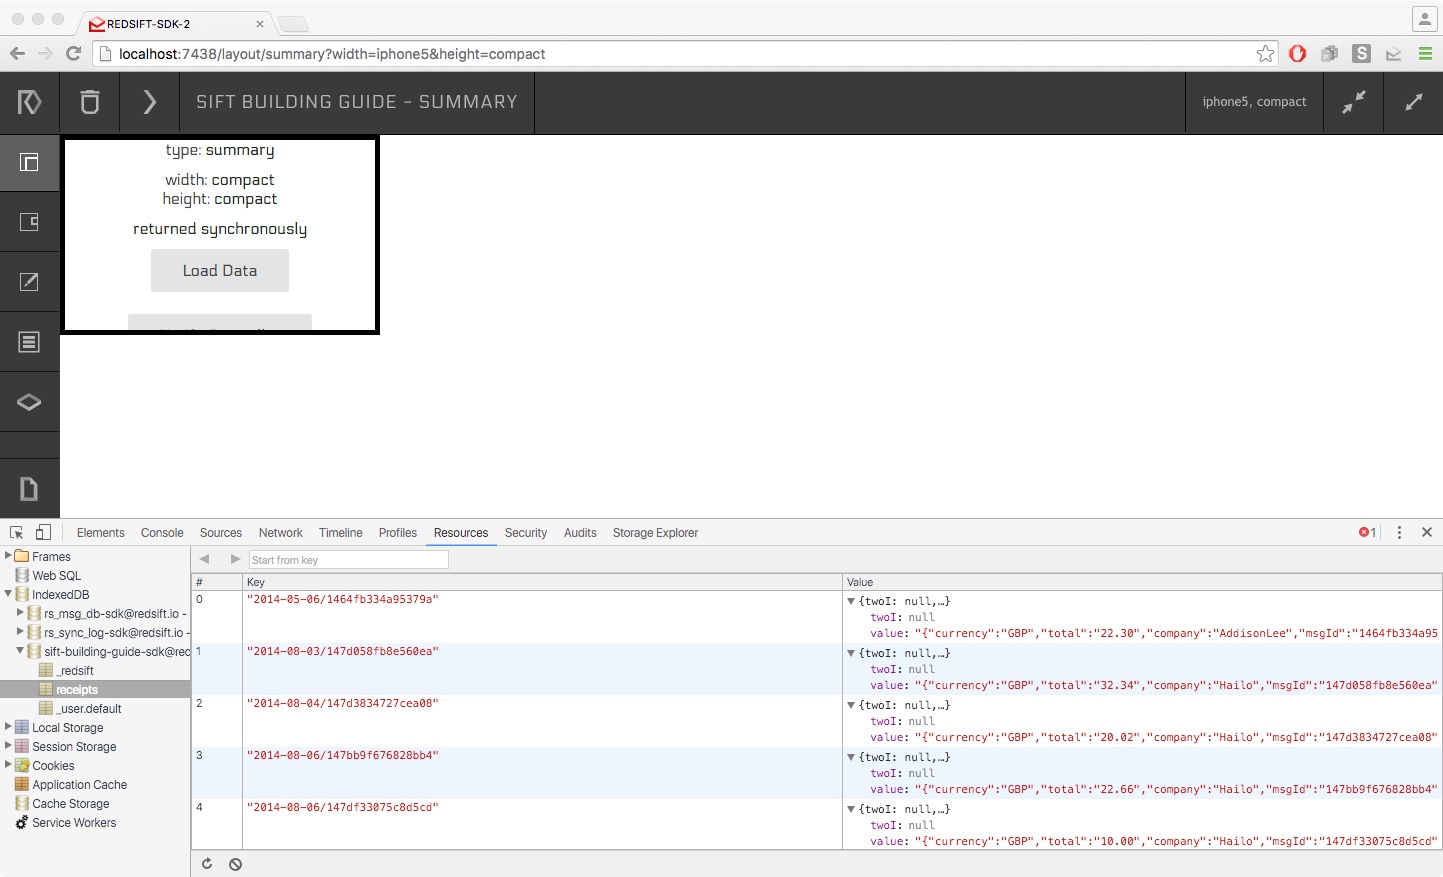 REDSIFT-SDK-2
localhost:7438/layout/summary?width=iphone5&height=compact
SIFT BUILDING GUIDE - SUMMARY
iphone5, compact
type: summary
width: compact
height: compact
returned synchronously
Load Data
Elements Console Sources Network Timeline Profiles Resources Security Audits Storage Explorer
1
Frames
Web SQL
IndexedDB
rs_msg_db-sdk@redsift.io -
rs_sync_log-sdk@redsift.io -
sift-building-guide-sdk@red
_redsift
receipts
_user.default
Local Storage
Session Storage
Cookies
Application Cache
Cache Storage
Service Workers
Start from key
# Key Value
0 "2014-05-06/1464fb334a95379a" {twoI: null,…}
twoI: null
value: "{"currency":"GBP","total":"22.30","company":"AddisonLee","msgId":"1464fb334a95
1 "2014-08-03/147d058fb8e560ea" {twoI: null,…}
twoI: null
value: "{"currency":"GBP","total":"32.34","company":"Hailo","msgId":"147d058fb8e560ea"
2 "2014-08-04/147d3834727cea08" {twoI: null,…}
twoI: null
value: "{"currency":"GBP","total":"20.02","company":"Hailo","msgId":"147d3834727cea08"
3 "2014-08-06/147bb9f676828bb4" {twoI: null,…}
twoI: null
value: "{"currency":"GBP","total":"22.66","company":"Hailo","msgId":"147bb9f676828bb4"
4 "2014-08-06/147df33075c8d5cd" {twoI: null,…}
twoI: null
value: "{"currency":"GBP","total":"10.00","company":"Hailo","msgId":"147df33075c8d5cd"